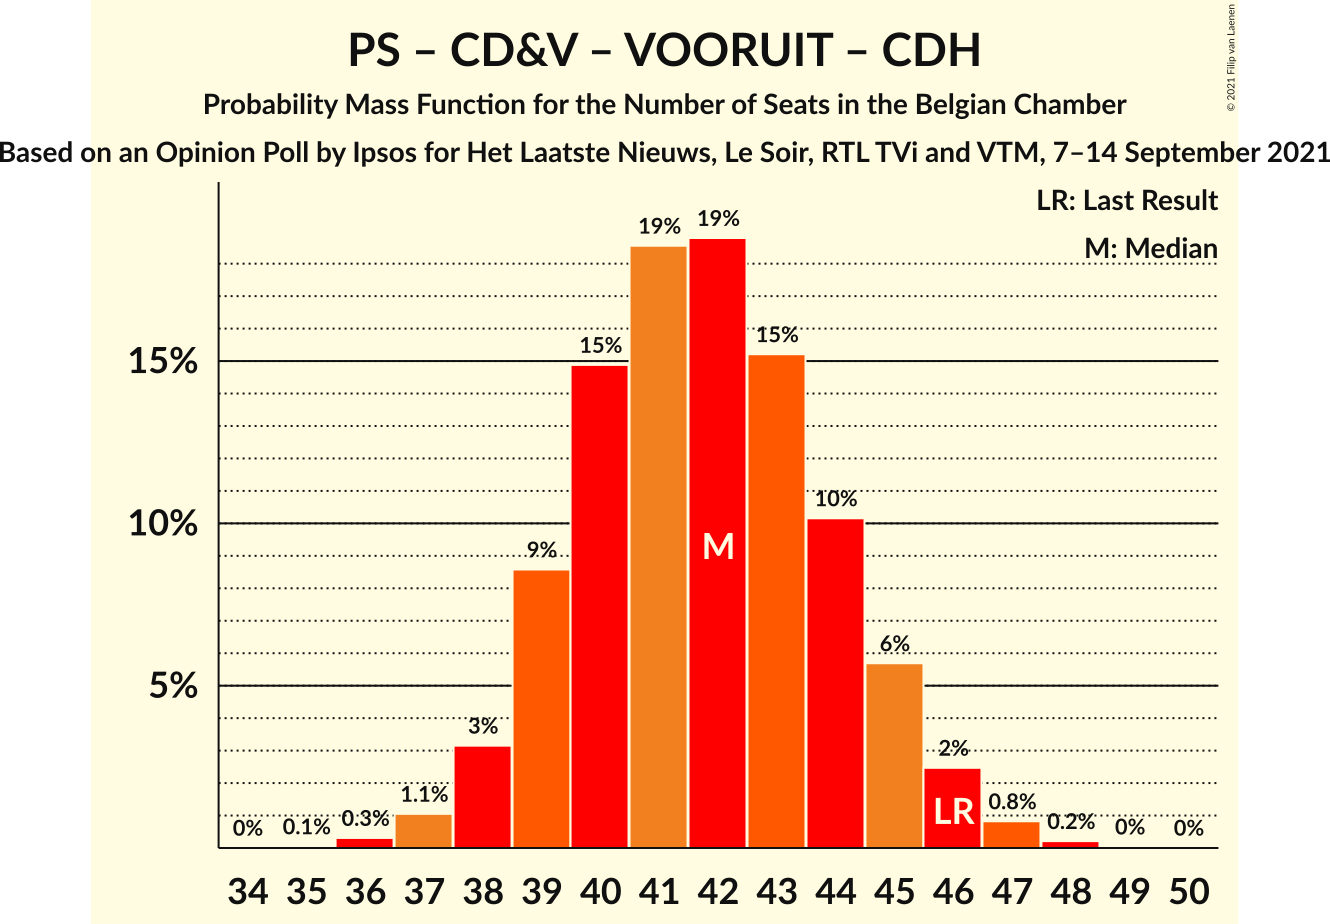 PS – CD&V – VOORUIT – CDH
Probability Mass Function for the Number of Seats in the Belgian Chamber
Based on an Opinion Poll by Ipsos for Het Laatste Nieuws, Le Soir, RTL TVi and VTM, 7–14 September 2021
© 2021 Filip van Laenen
LR: Last Result
M: Median
15%
10%
5%
0%
0.1%
0.3%
1.1%
3%
9%
15%
19%
19%
15%
10%
6%
2%
0.8%
0.2%
0%
0%
M
LR
34 35 36 37 38 39 40 41 42 43 44 45 46 47 48 49 50